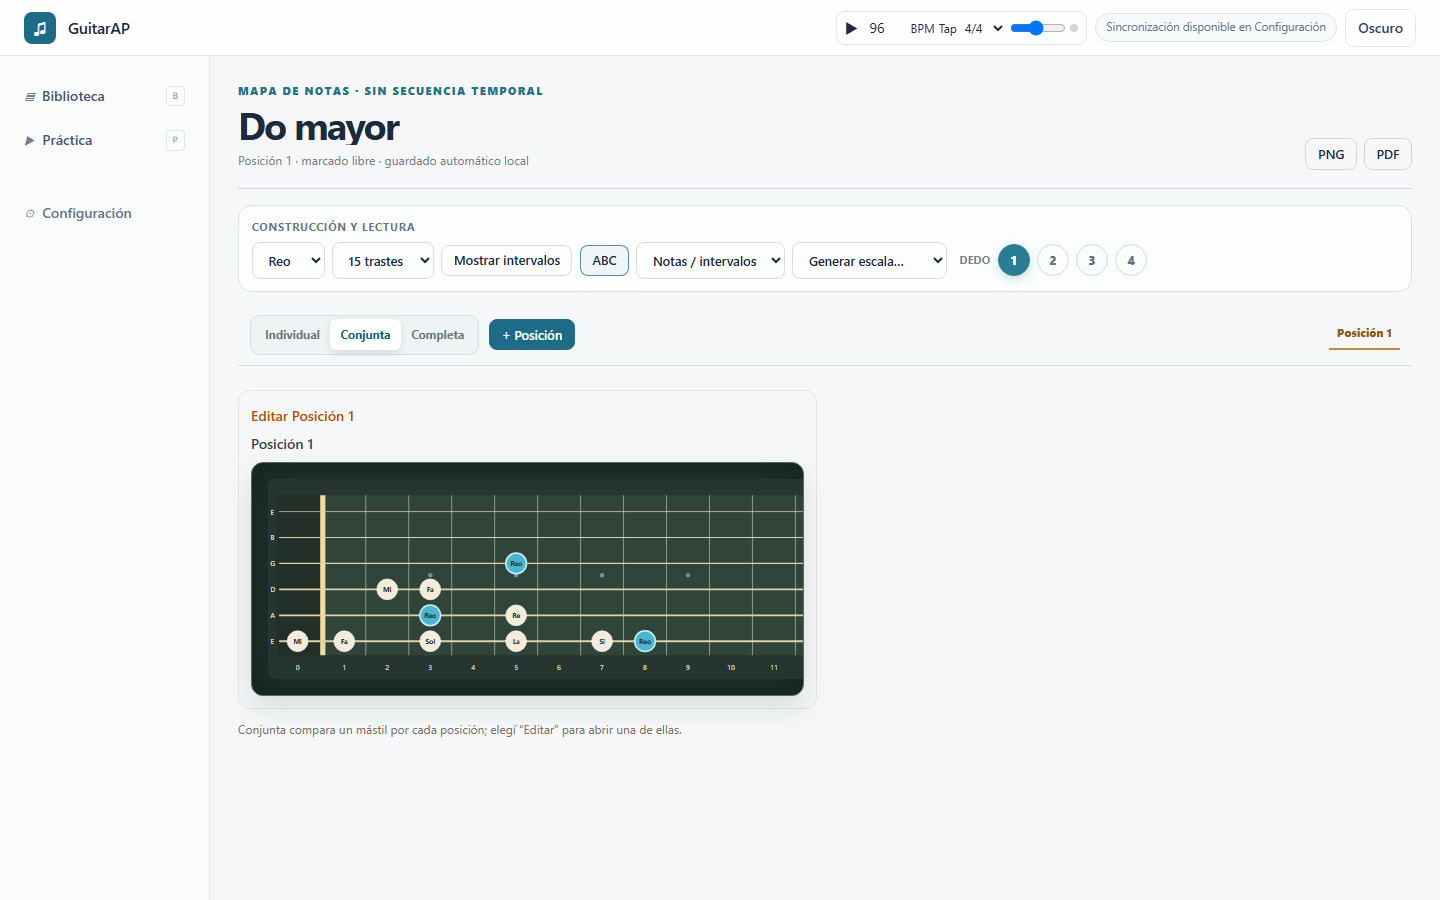 GuitarAP
96 BPM Tap 4/4
Sincronización disponible en Configuración
Oscuro
Biblioteca B
Práctica P
Configuración
MAPA DE NOTAS · SIN SECUENCIA TEMPORAL
Do mayor
Posición 1 · marcado libre · guardado automático local
PNG PDF
CONSTRUCCIÓN Y LECTURA
Reo 15 trastes Mostrar intervalos ABC Notas / intervalos Generar escala... DEDO 1 2 3 4
Individual Conjunta Completa + Posición
Posición 1
Editar Posición 1
Posición 1
E
B
G Reo
D Mi Fa
A Reo Re
E Mi Fa Sol La Si Reo
0 1 2 3 4 5 6 7 8 9 10 11
Conjunta compara un mástil por cada posición; elegí “Editar” para abrir una de ellas.